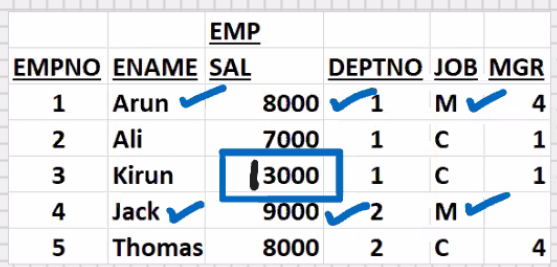 EMP
EMPNO ENAME SAL DEPTNO JOB MGR
1 Arun 8000 1 M 4
2 Ali 7000 1 C 1
3 Kirun 13000 1 C 1
4 Jack 9000 2 M
5 Thomas 8000 2 C 4